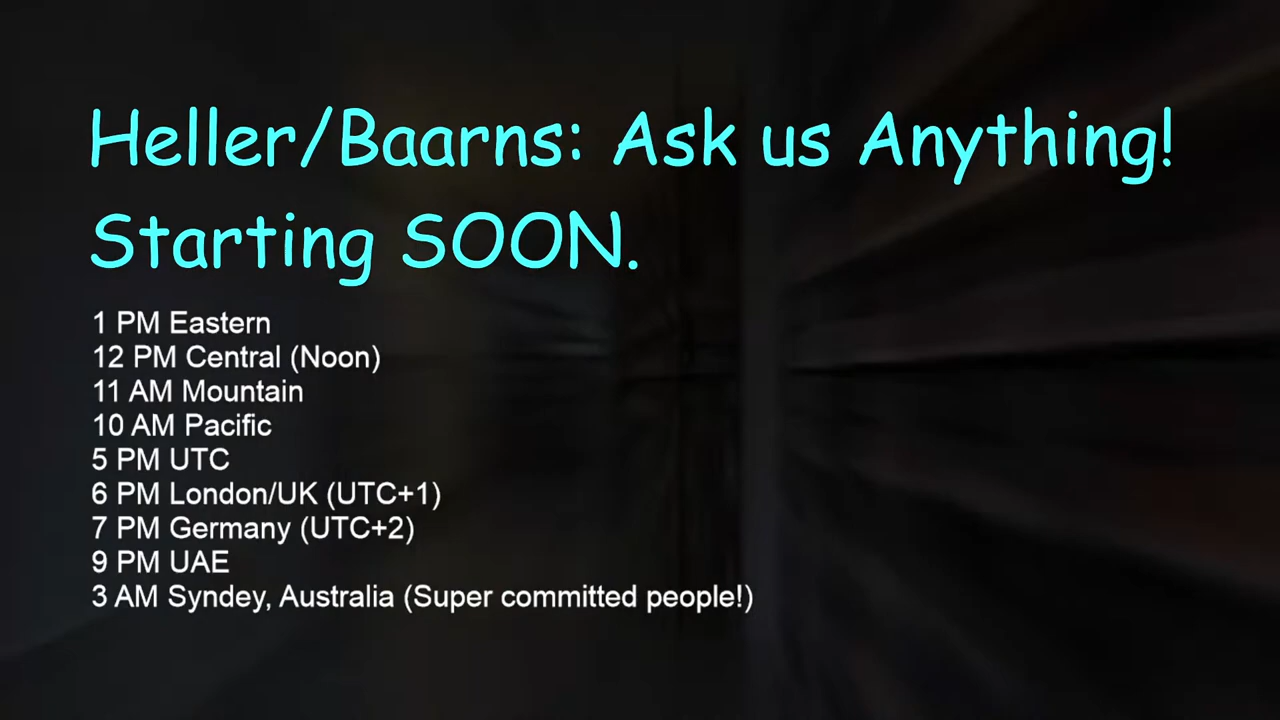 Heller/Baarns: Ask us Anything!
Starting SOON.
1 PM Eastern
12 PM Central (Noon)
11 AM Mountain
10 AM Pacific
5 PM UTC
6 PM London/UK (UTC+1)
7 PM Germany (UTC+2)
9 PM UAE
3 AM Syndey, Australia (Super committed people!)